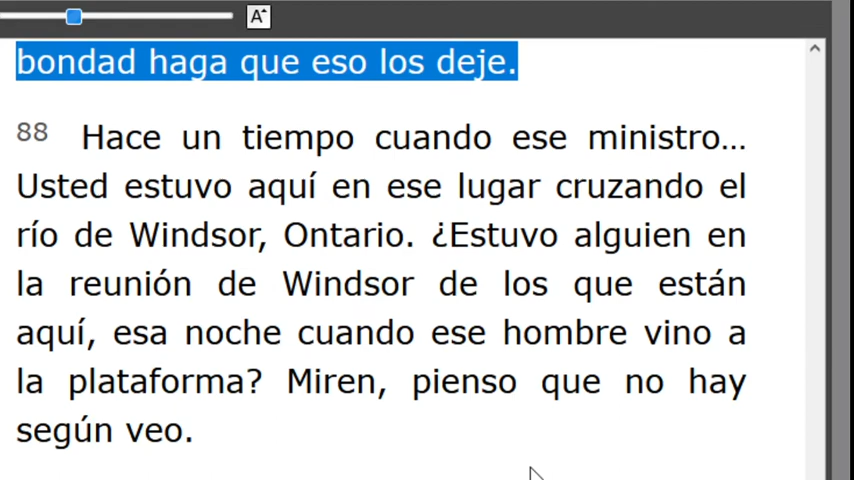 A
bondad haga que eso los deje.
88 Hace un tiempo cuando ese ministro...
Usted estuvo aquí en ese lugar cruzando el
río de Windsor, Ontario. ¿Estuvo alguien en
la reunión de Windsor de los que están
aquí, esa noche cuando ese hombre vino a
la plataforma? Miren, pienso que no hay
según veo.